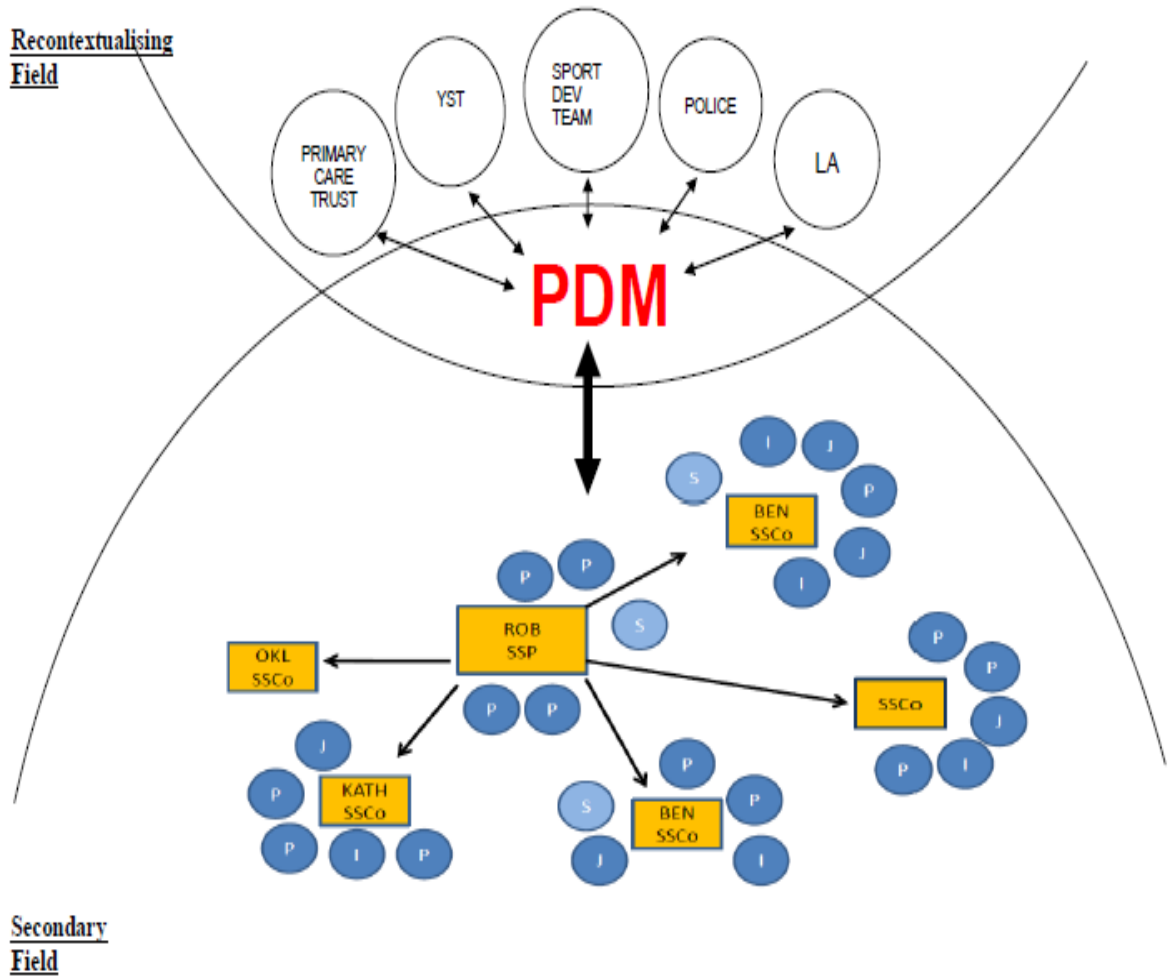 Recontextualising
Field
PRIMARY
CARE
TRUST
YST
SPORT
DEV
TEAM
POLICE
LA
PDM
S
I
J
P
J
I
BEN
SSCo
P
P
ROB
SSP
S
P
P
OKL
SSCo
P
P
J
I
P
SSCo
J
P
P
I
P
KATH
SSCo
P
S
P
J
I
BEN
SSCo
Secondary
Field